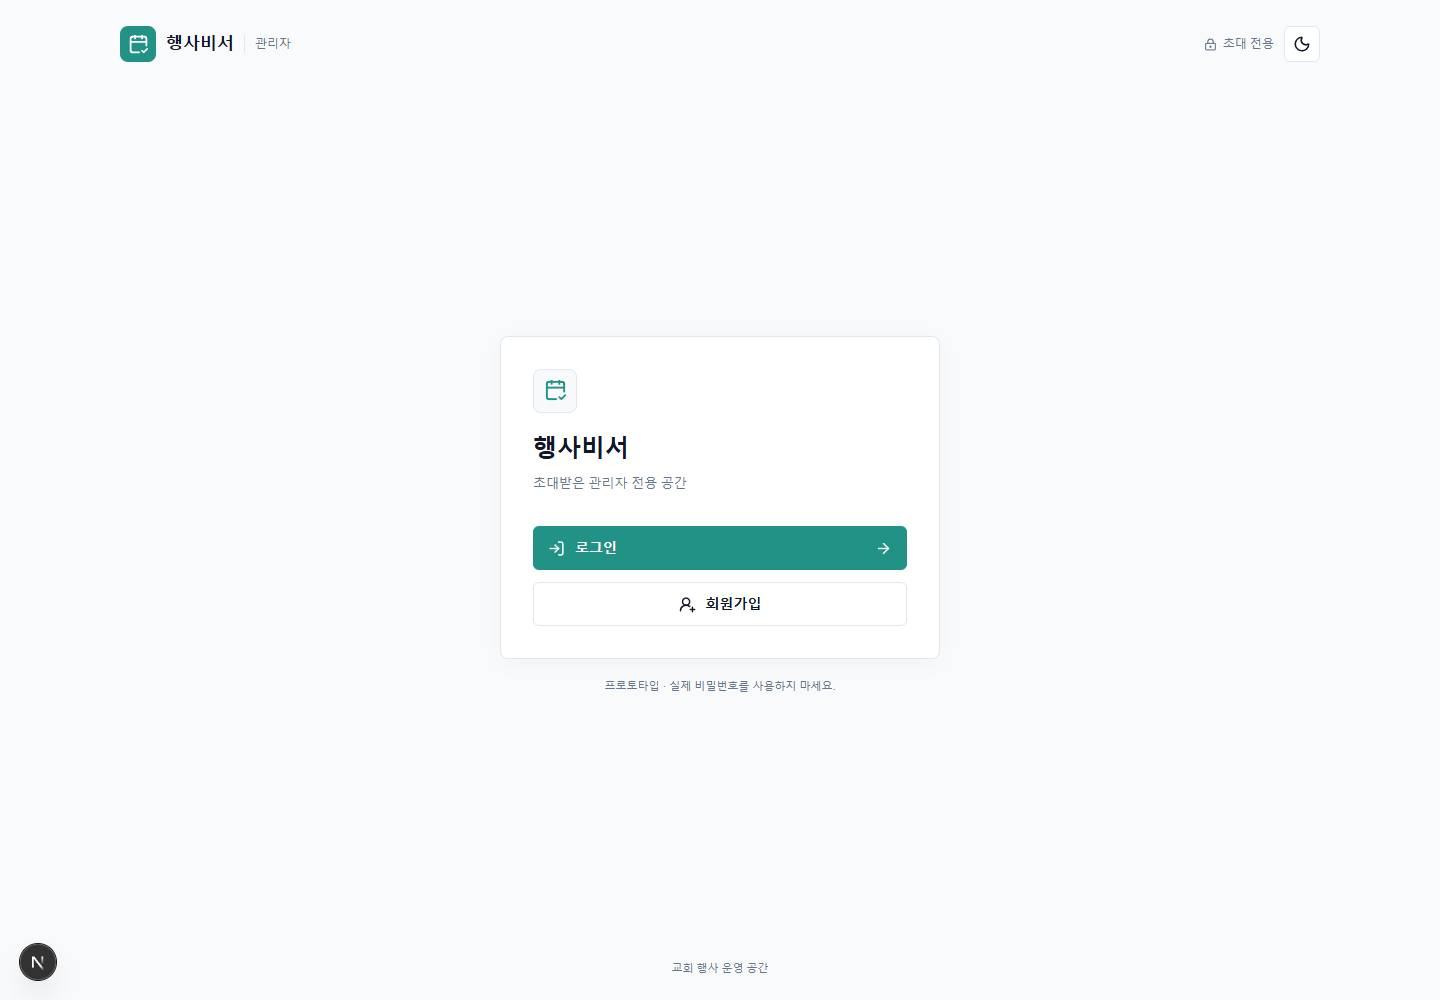 행사비서
관리자
초대 전용
행사비서
초대받은 관리자 전용 공간
로그인
회원가입
프로토타입 · 실제 비밀번호를 사용하지 마세요.
교회 행사 운영 공간
N